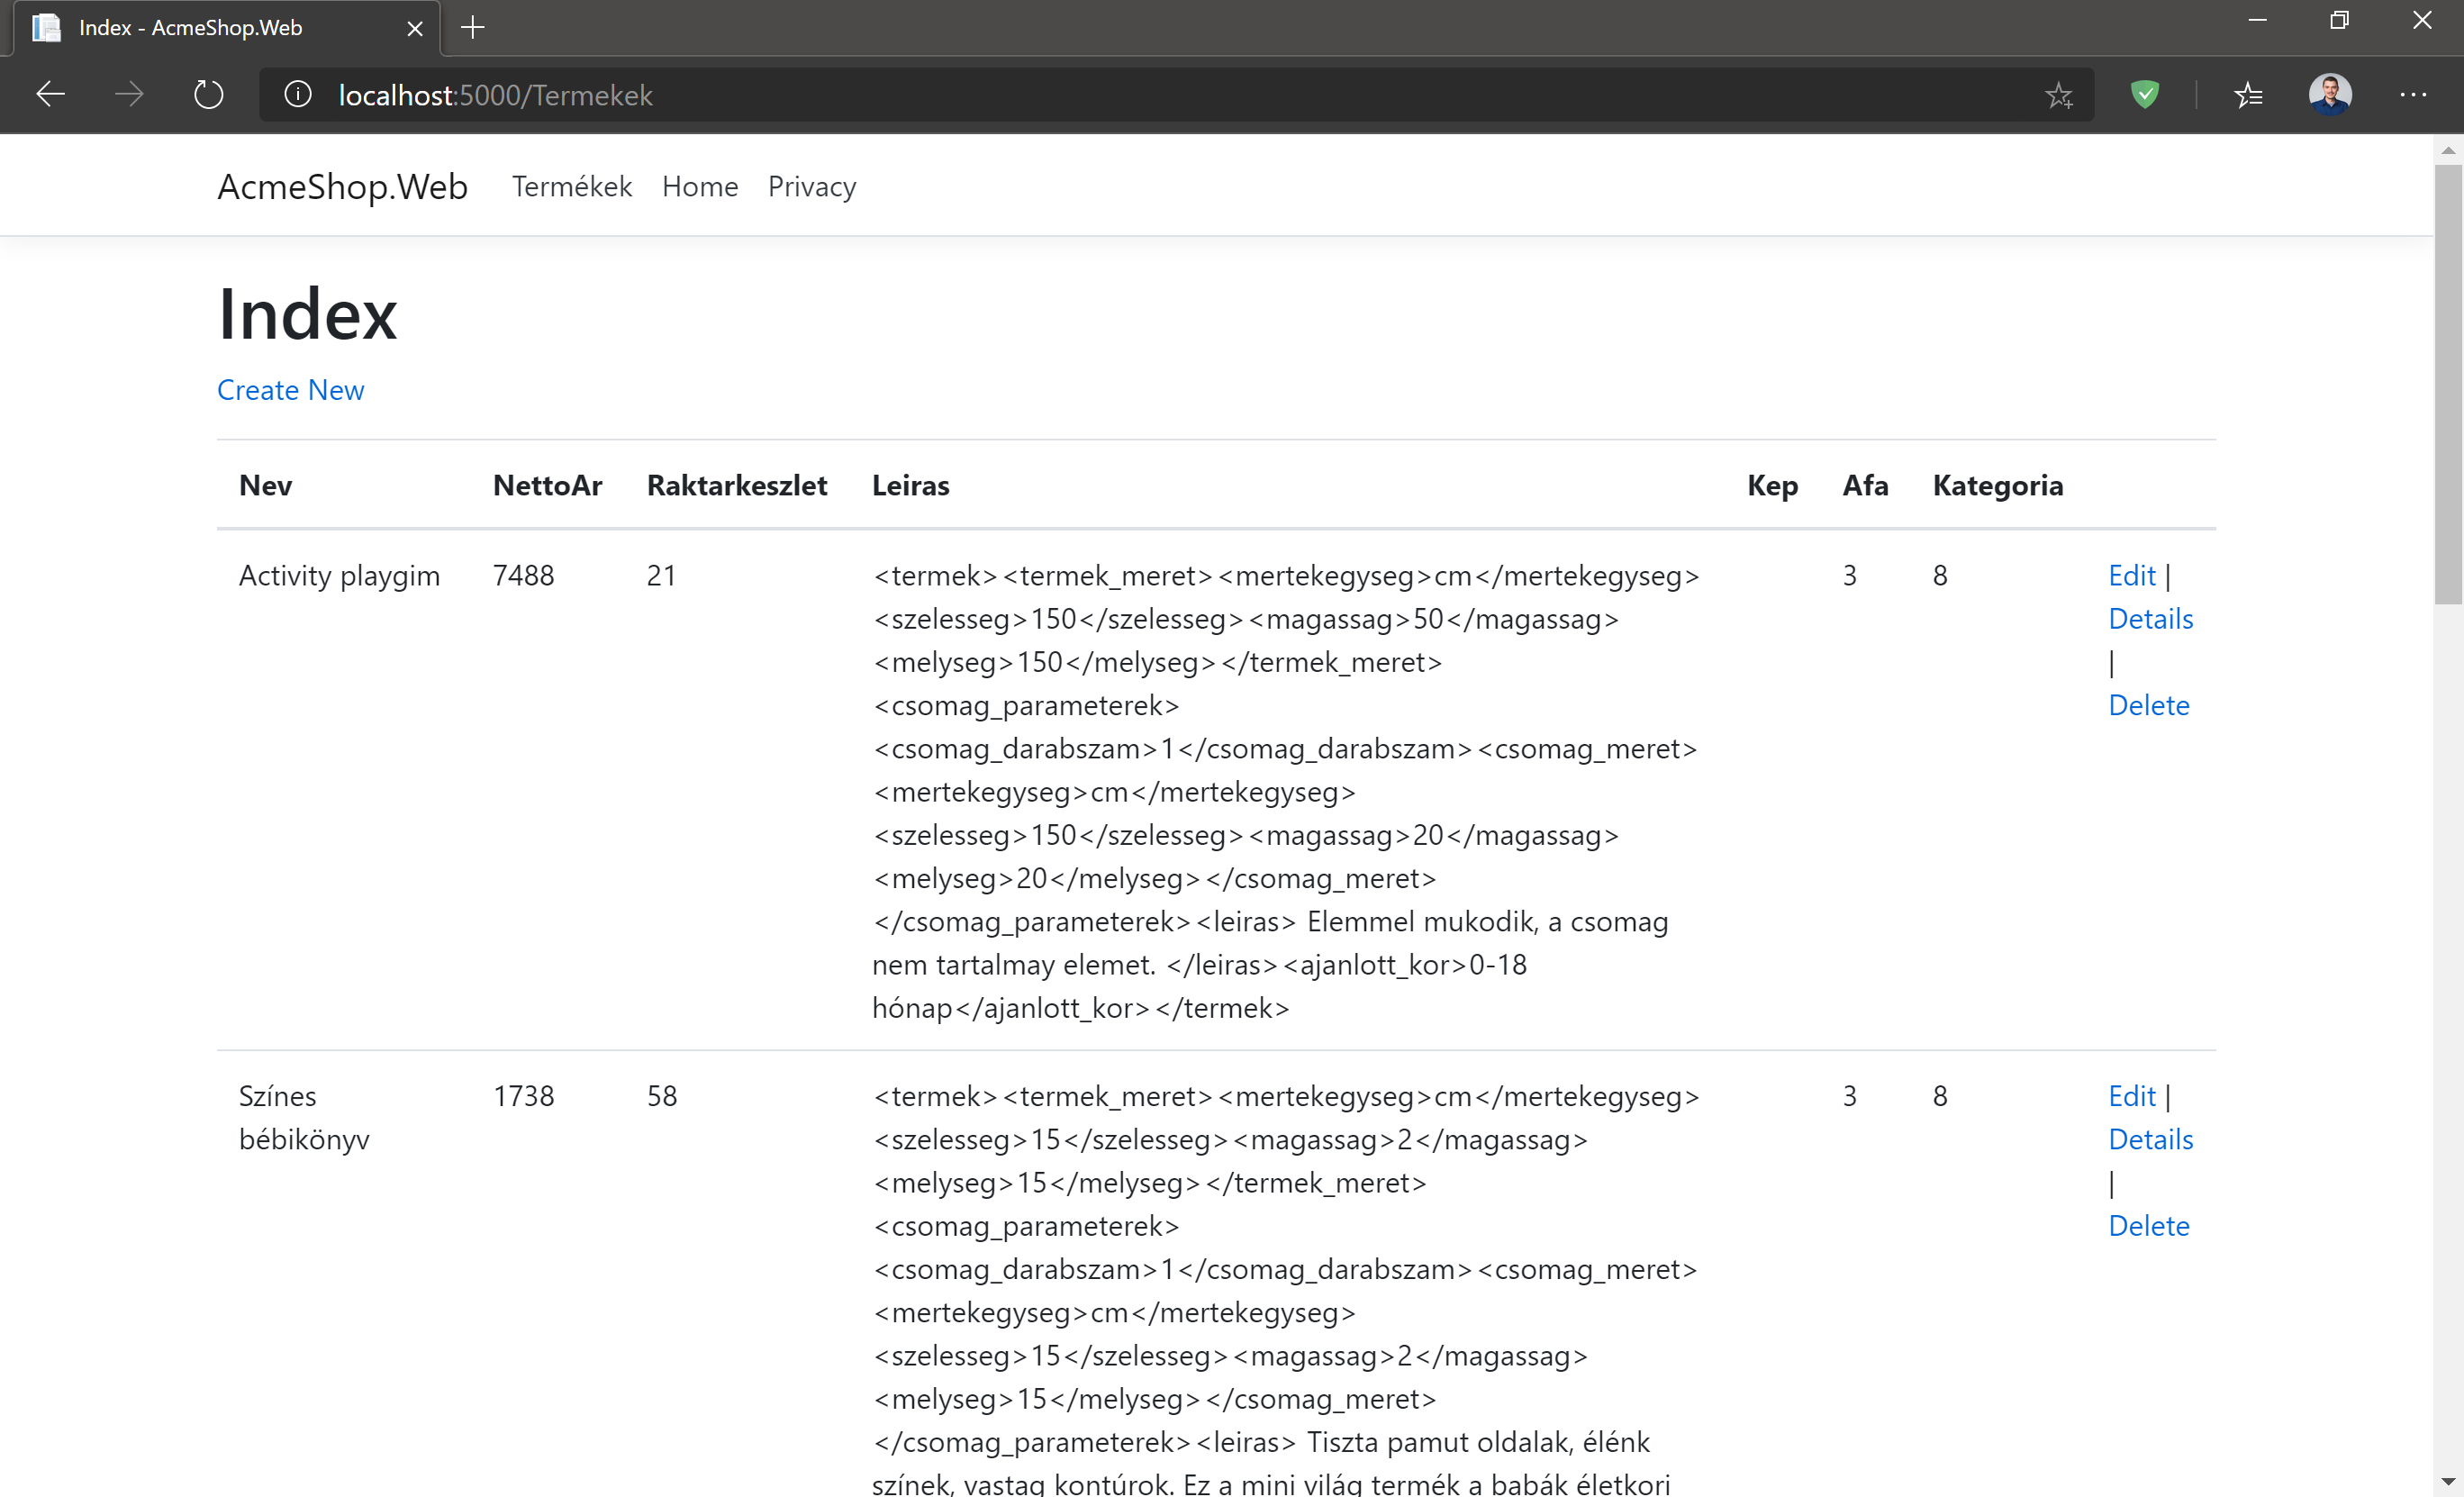 Index - AcmeShop.Web
localhost:5000/Termekek
AcmeShop.Web Termékek Home Privacy
Index
Create New
Nev NettoAr Raktarkeszlet Leiras Kep Afa Kategoria
Activity playgim 7488 21 <termek><termek_meret><mertekegyseg>cm</mertekegyseg> 3 8 Edit |
<szelesseg>150</szelesseg><magassag>50</magassag> Details
<melyseg>150</melyseg></termek_meret> |
<csomag_parameterek> Delete
<csomag_darabszam>1</csomag_darabszam><csomag_meret>
<mertekegyseg>cm</mertekegyseg>
<szelesseg>150</szelesseg><magassag>20</magassag>
<melyseg>20</melyseg></csomag_meret>
</csomag_parameterek><leiras> Elemmel mukodik, a csomag
nem tartalmay elemet. </leiras><ajanlott_kor>0-18
hónap</ajanlott_kor></termek>
Színes 1738 58 <termek><termek_meret><mertekegyseg>cm</mertekegyseg> 3 8 Edit |
bébikönyv <szelesseg>15</szelesseg><magassag>2</magassag> Details
<melyseg>15</melyseg></termek_meret> |
<csomag_parameterek> Delete
<csomag_darabszam>1</csomag_darabszam><csomag_meret>
<mertekegyseg>cm</mertekegyseg>
<szelesseg>15</szelesseg><magassag>2</magassag>
<melyseg>15</melyseg></csomag_meret>
</csomag_parameterek><leiras> Tiszta pamut oldalak, élénk
színek, vastag kontúrok. Ez a mini világ termék a babák életkori